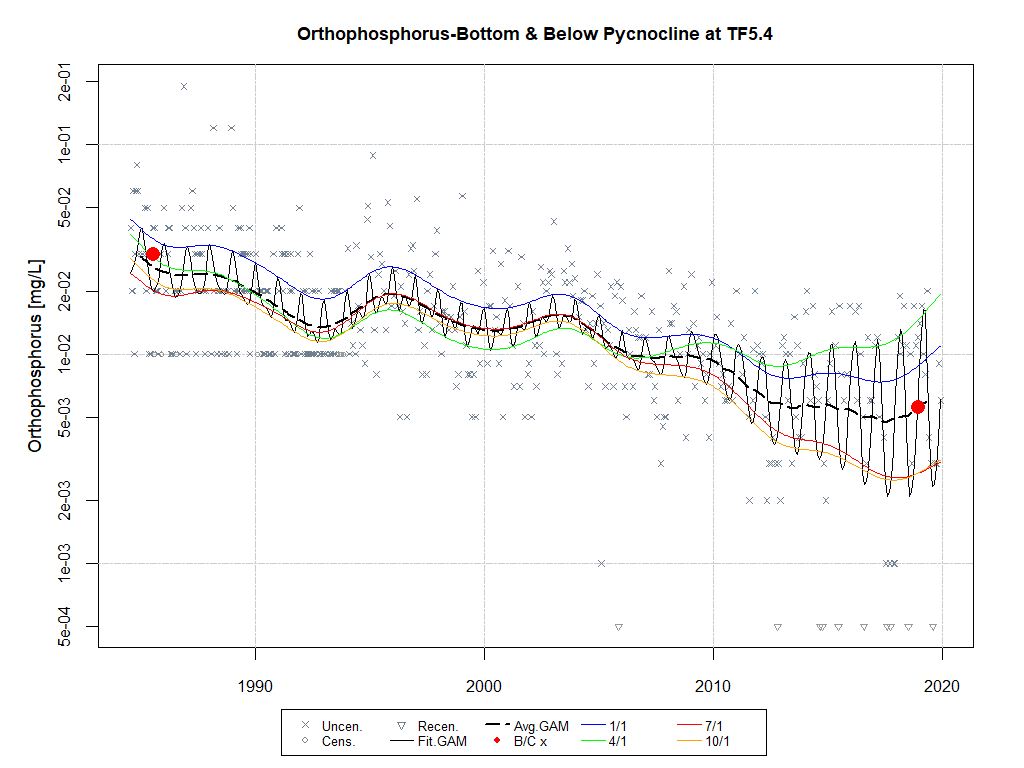 Orthophosphorus-Bottom & Below Pycnocline at TF5.4
Orthophosphorus [mg/L]
2e-01
1e-01
5e-02
2e-02
1e-02
5e-03
2e-03
1e-03
5e-04
1990 2000 2010 2020
Uncen. Recen. Avg.GAM 1/1 7/1
Cens. Fit.GAM B/C x 4/1 10/1